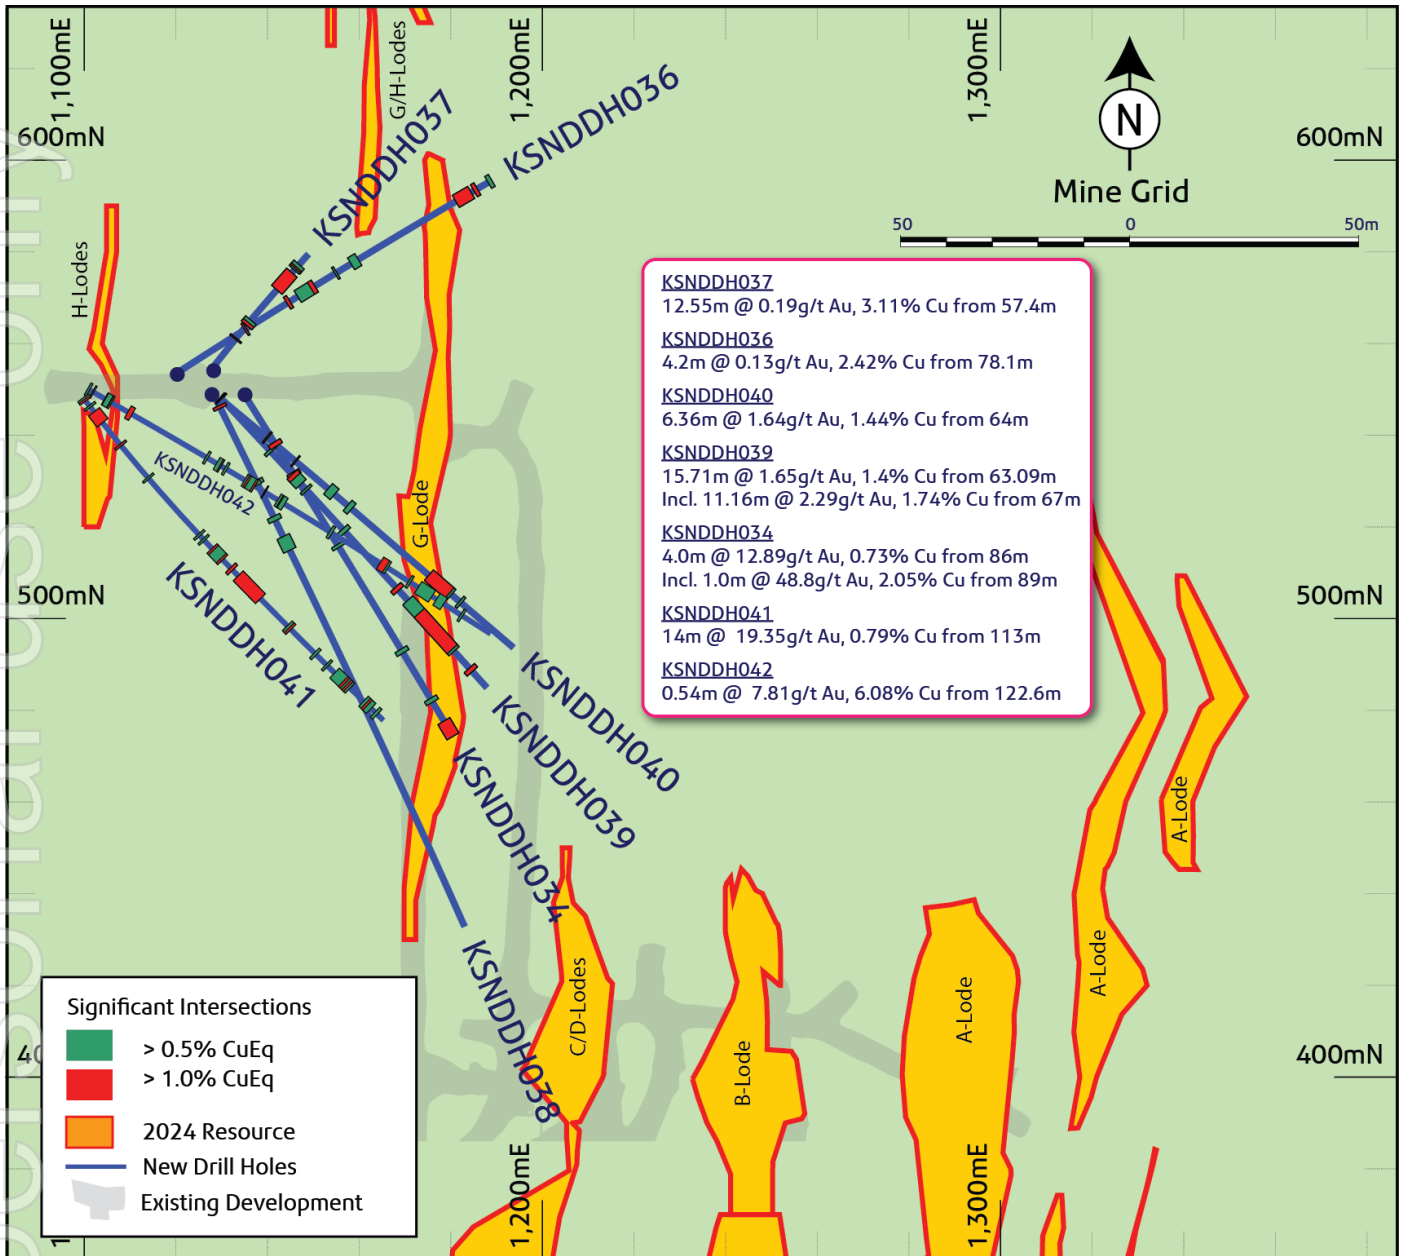 1,100mE
1,200mE
1,300mE
600mN
600mN
G/H-Lodes
KSNDDH037
KSNDDH036
N
Mine Grid
50
0
50m
H-Lodes
KSNDDH037
12.55m @ 0.19g/t Au, 3.11% Cu from 57.4m
KSNDDH036
4.2m @ 0.13g/t Au, 2.42% Cu from 78.1m
KSNDDH040
6.36m @ 1.64g/t Au, 1.44% Cu from 64m
KSNDDH039
15.71m @ 1.65g/t Au, 1.4% Cu from 63.09m
Incl. 11.16m @ 2.29g/t Au, 1.74% Cu from 67m
KSNDDH034
4.0m @ 12.89g/t Au, 0.73% Cu from 86m
Incl. 1.0m @ 48.8g/t Au, 2.05% Cu from 89m
KSNDDH041
14m @ 19.35g/t Au, 0.79% Cu from 113m
KSNDDH042
0.54m @ 7.81g/t Au, 6.08% Cu from 122.6m
KSNDDH042
G-Lode
500mN
500mN
KSNDDH041
KSNDDH040
KSNDDH039
KSNDDH034
KSNDDH038
A-Lode
A-Lode
A-Lode
B-Lode
C/D-Lodes
400mN
Significant Intersections
> 0.5% CuEq
> 1.0% CuEq
2024 Resource
New Drill Holes
Existing Development
1,200mE
1,300mE